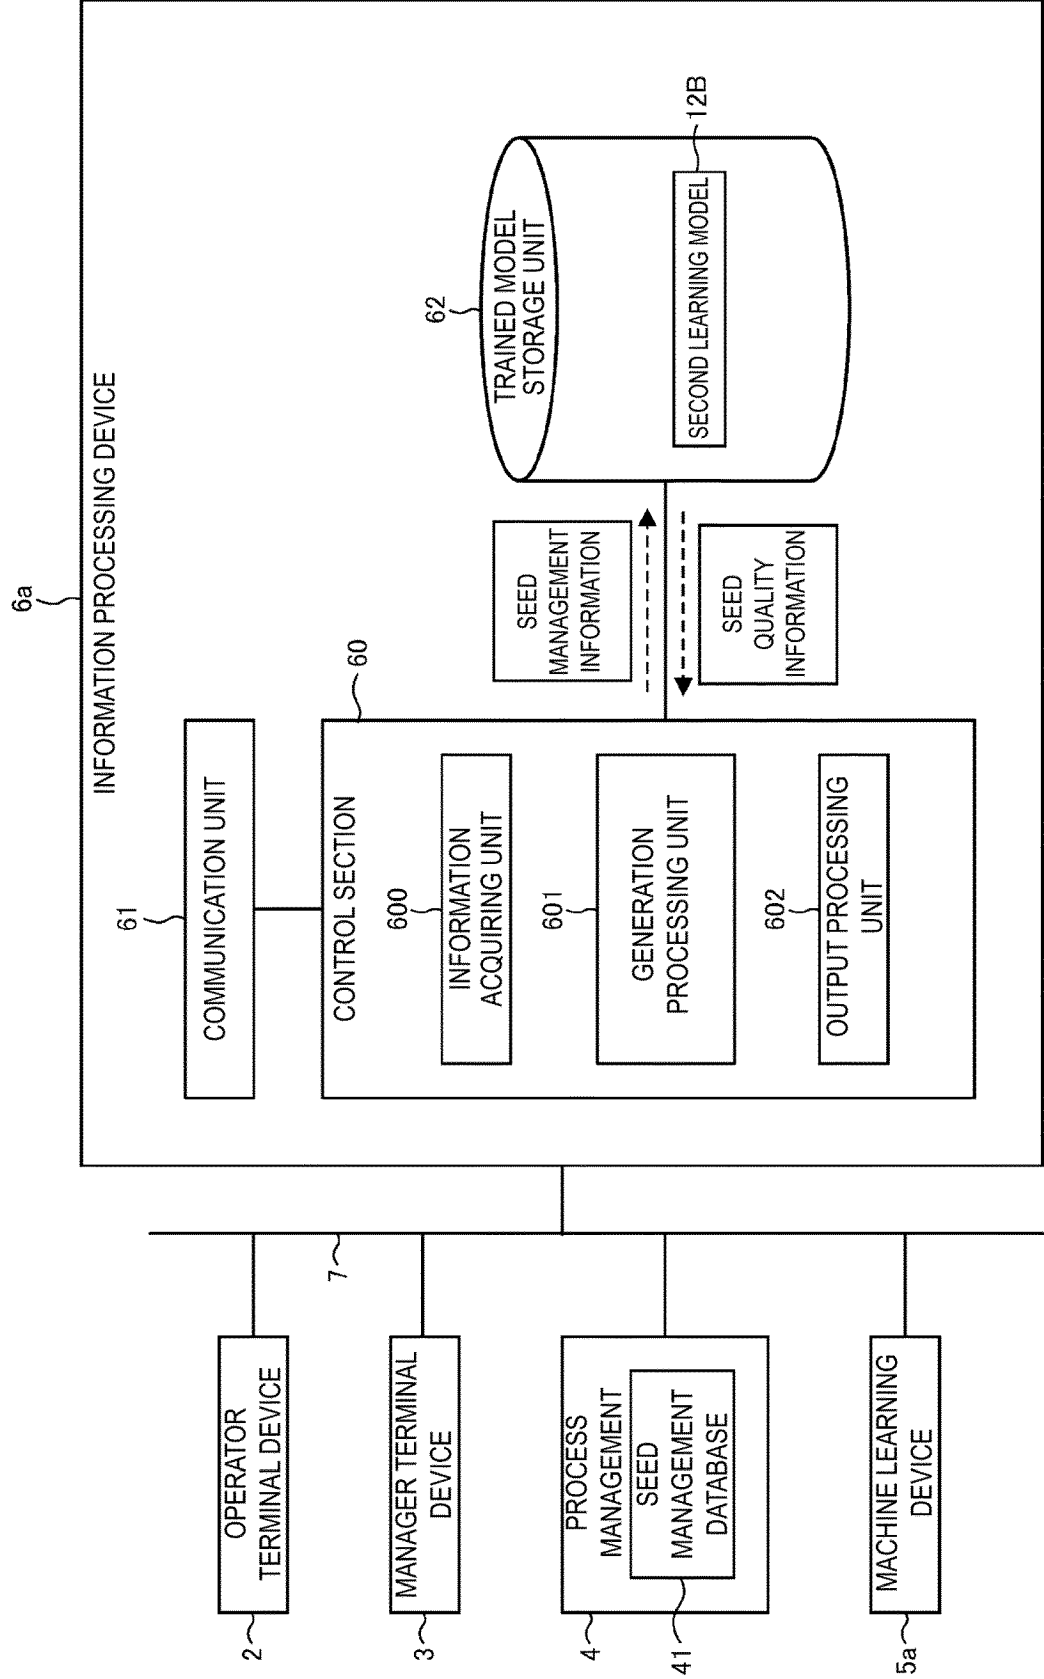 6a
INFORMATION PROCESSING DEVICE
61
COMMUNICATION UNIT
60
CONTROL SECTION
600
INFORMATION
ACQUIRING UNIT
601
GENERATION
PROCESSING UNIT
602
OUTPUT PROCESSING
UNIT
SEED
MANAGEMENT
INFORMATION
SEED
QUALITY
INFORMATION
62
TRAINED MODEL
STORAGE UNIT
SECOND LEARNING MODEL
12B
7
2
OPERATOR
TERMINAL DEVICE
3
MANAGER TERMINAL
DEVICE
4
PROCESS
MANAGEMENT
41
SEED
MANAGEMENT
DATABASE
5a
MACHINE LEARNING
DEVICE